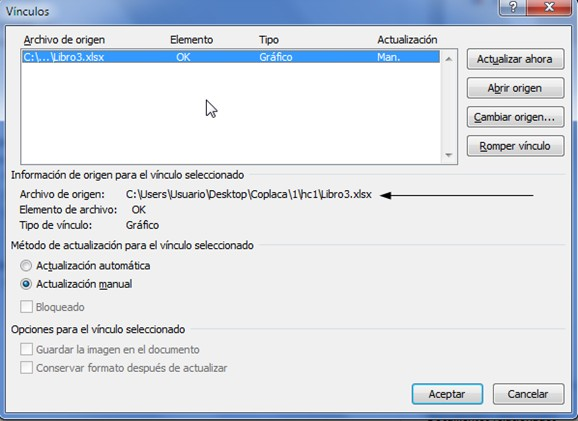 Vínculos
Archivo de origen Elemento Tipo Actualización
C:\...\Libro3.xlsx OK Gráfico Man.
Actualizar ahora
Abrir origen
Cambiar origen...
Romper vínculo
Información de origen para el vínculo seleccionado
Archivo de origen: C:\Users\Usuario\Desktop\Coplaca\1\hc1\Libro3.xlsx
Elemento de archivo: OK
Tipo de vínculo: Gráfico
Método de actualización para el vínculo seleccionado
Actualización automática
Actualización manual
Bloqueado
Opciones para el vínculo seleccionado
Guardar la imagen en el documento
Conservar formato después de actualizar
Aceptar Cancelar